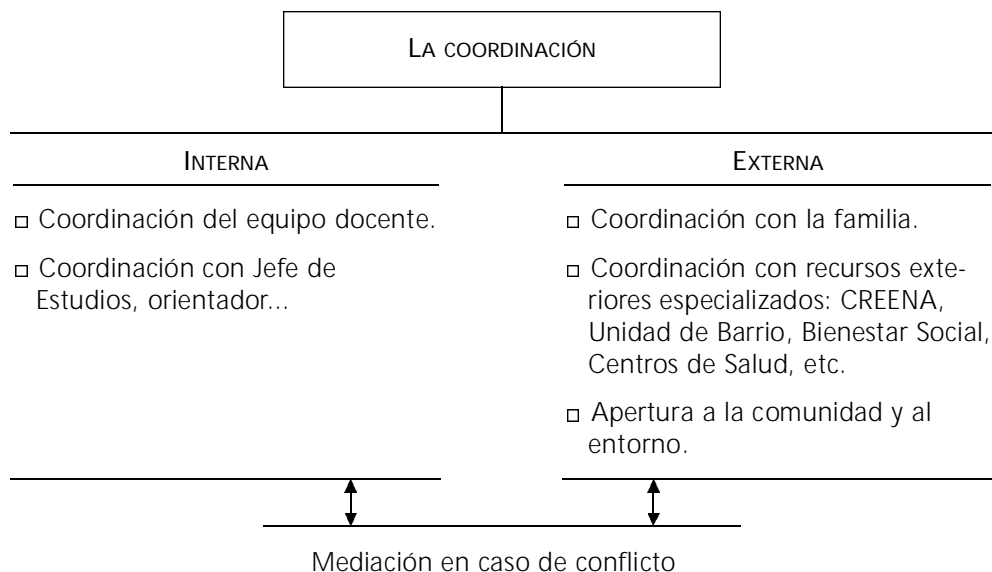 LA COORDINACIÓN
INTERNA
□ Coordinación del equipo docente.
□ Coordinación con Jefe de
Estudios, orientador...
EXTERNA
□ Coordinación con la familia.
□ Coordinación con recursos exte-
riores especializados: CREENA,
Unidad de Barrio, Bienestar Social,
Centros de Salud, etc.
□ Apertura a la comunidad y al
entorno.
Mediación en caso de conflicto